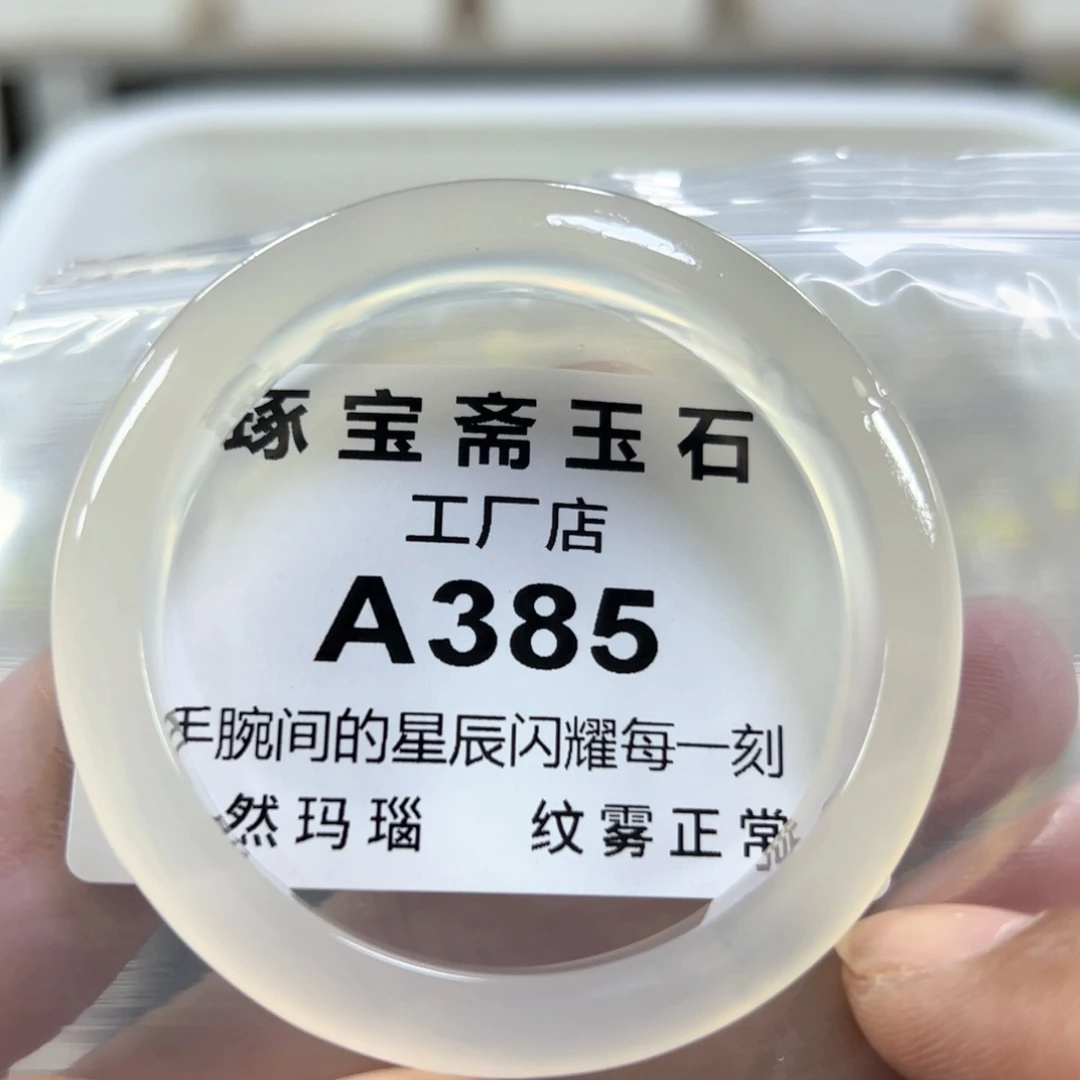 琢宝斋玉石
工厂店
A385
手腕间的星辰闪耀每一刻
然玛瑙 纹雾正常